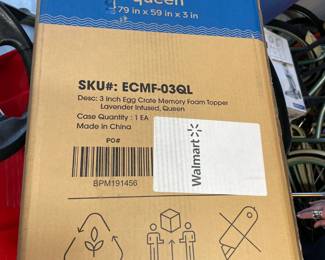 queen
79 in x 59 in x 3 in
SKU#: ECMF-03QL
Desc: 3 Inch Egg Crate Memory Foam Topper
Lavender Infused, Queen
Case Quantity : 1 EA
Made in China
PO#
BPM191456
Walmart